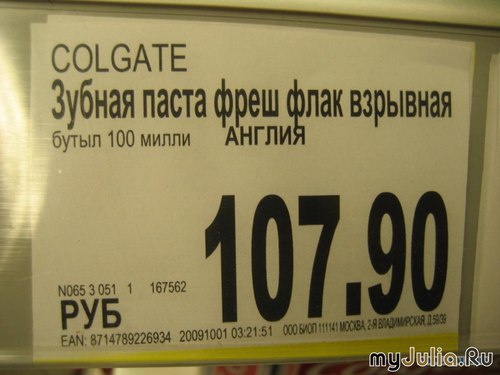 COLGATE
Зубная паста фреш флак взрывная
бутыл 100 милли АНГЛИЯ
107.90
N065 3 051 1 167562
РУБ
EAN: 8714789226934 20091001 03:21:51 ООО БИОП 111141 МОСКВА, 2-Я ВЛАДИМИРСКАЯ, Д.59/39
myJulia.Ru